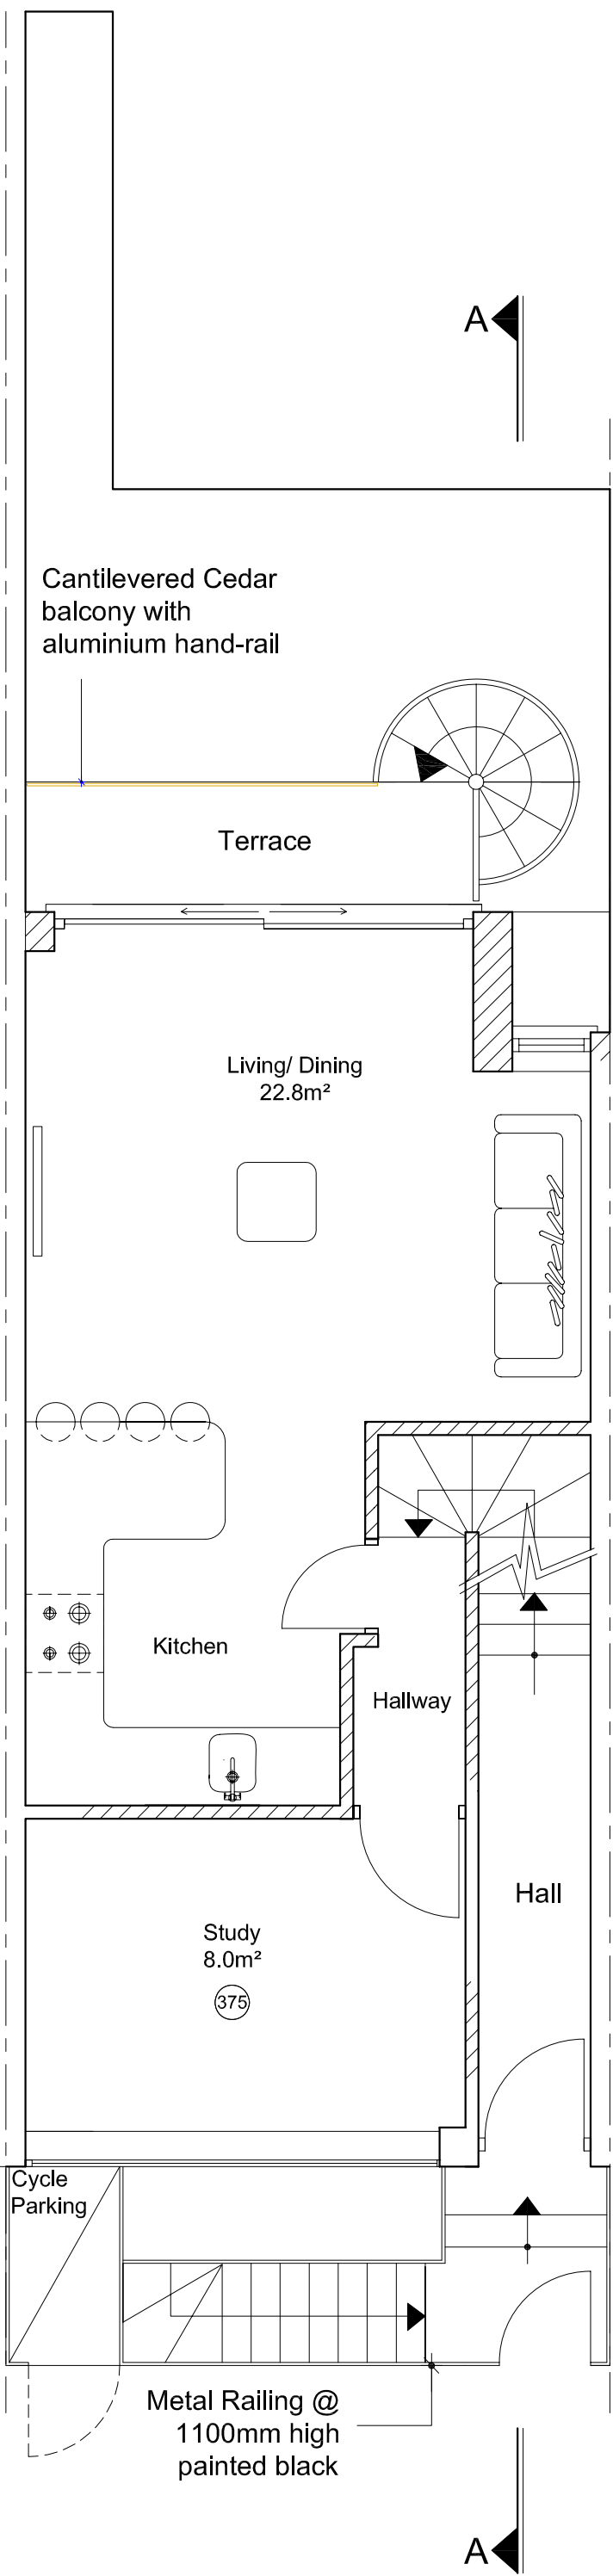 A
Cantilevered Cedar
balcony with
aluminium hand-rail
Terrace
Living/ Dining
22.8m²
Kitchen
Hallway
Hall
Study
8.0m²
375
Cycle
Parking
Metal Railing @
1100mm high
painted black
A